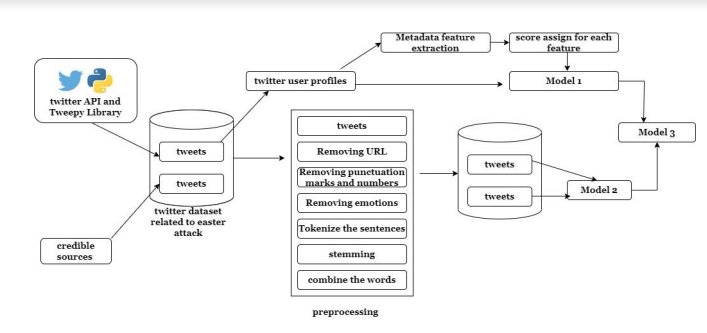 Metadata feature
extraction
score assign for each
feature
twitter API and
Tweepy Library
twitter user profiles
Model 1
Model 3
tweets
tweets
twitter dataset
related to easter
attack
credible
sources
tweets
Removing URL
Removing punctuation
marks and numbers
Removing emotions
Tokenize the sentences
stemming
combine the words
preprocessing
tweets
tweets
Model 2